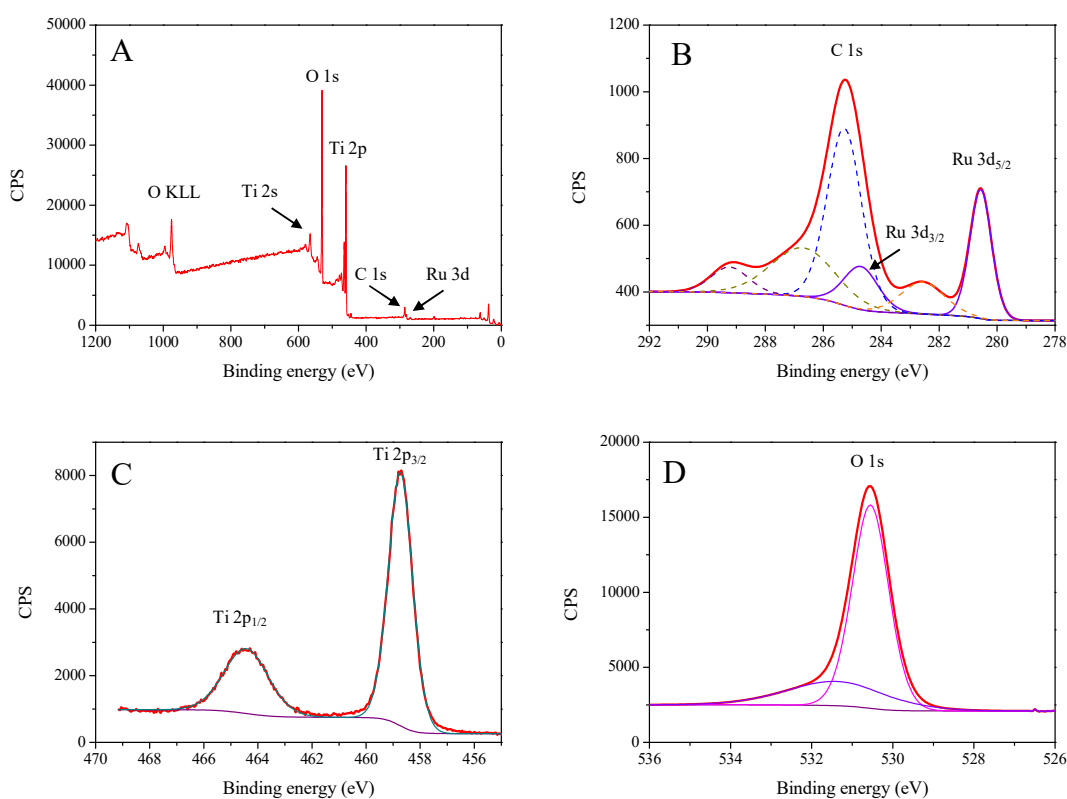 A
50000
40000
30000
20000
10000
0
CPS
O 1s
Ti 2p
O KLL
Ti 2s
C 1s
Ru 3d
1200 1000 800 600 400 200 0
Binding energy (eV)
B
1200
1000
800
600
400
CPS
C 1s
Ru 3d5/2
Ru 3d3/2
292 290 288 286 284 282 280 278
Binding energy (eV)
C
8000
6000
4000
2000
0
CPS
Ti 2p3/2
Ti 2p1/2
470 468 466 464 462 460 458 456
Binding energy (eV)
D
20000
15000
10000
5000
0
CPS
O 1s
536 534 532 530 528 526
Binding energy (eV)